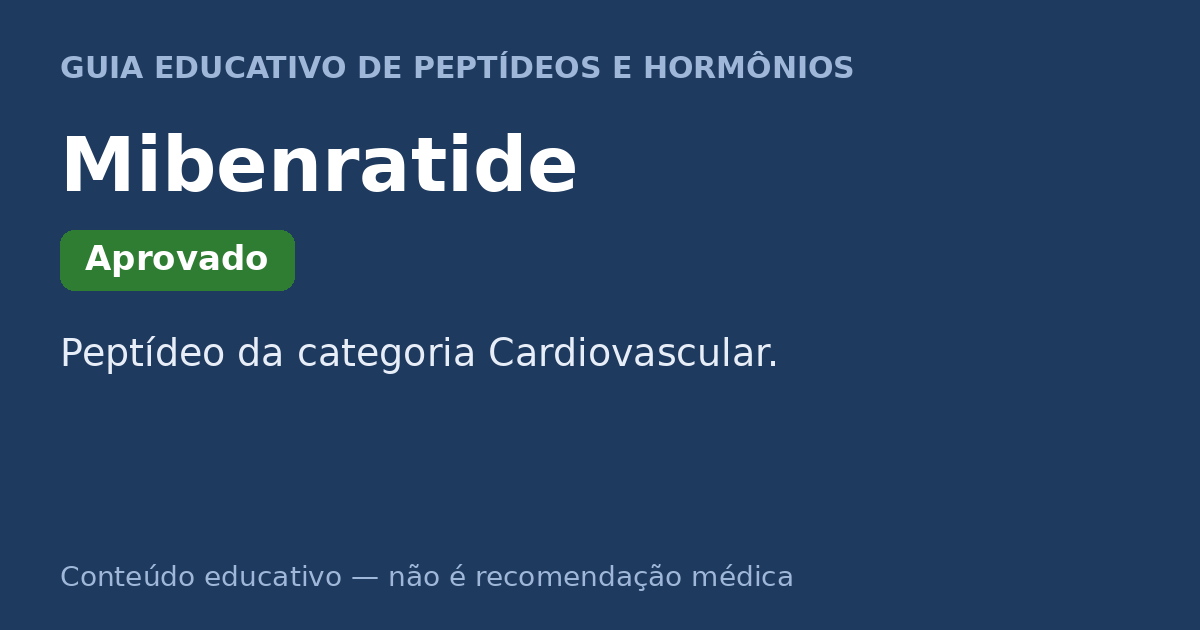 GUIA EDUCATIVO DE PEPTÍDEOS E HORMÔNIOS
Mibenratide
Aprovado
Peptídeo da categoria Cardiovascular.
Conteúdo educativo — não é recomendação médica